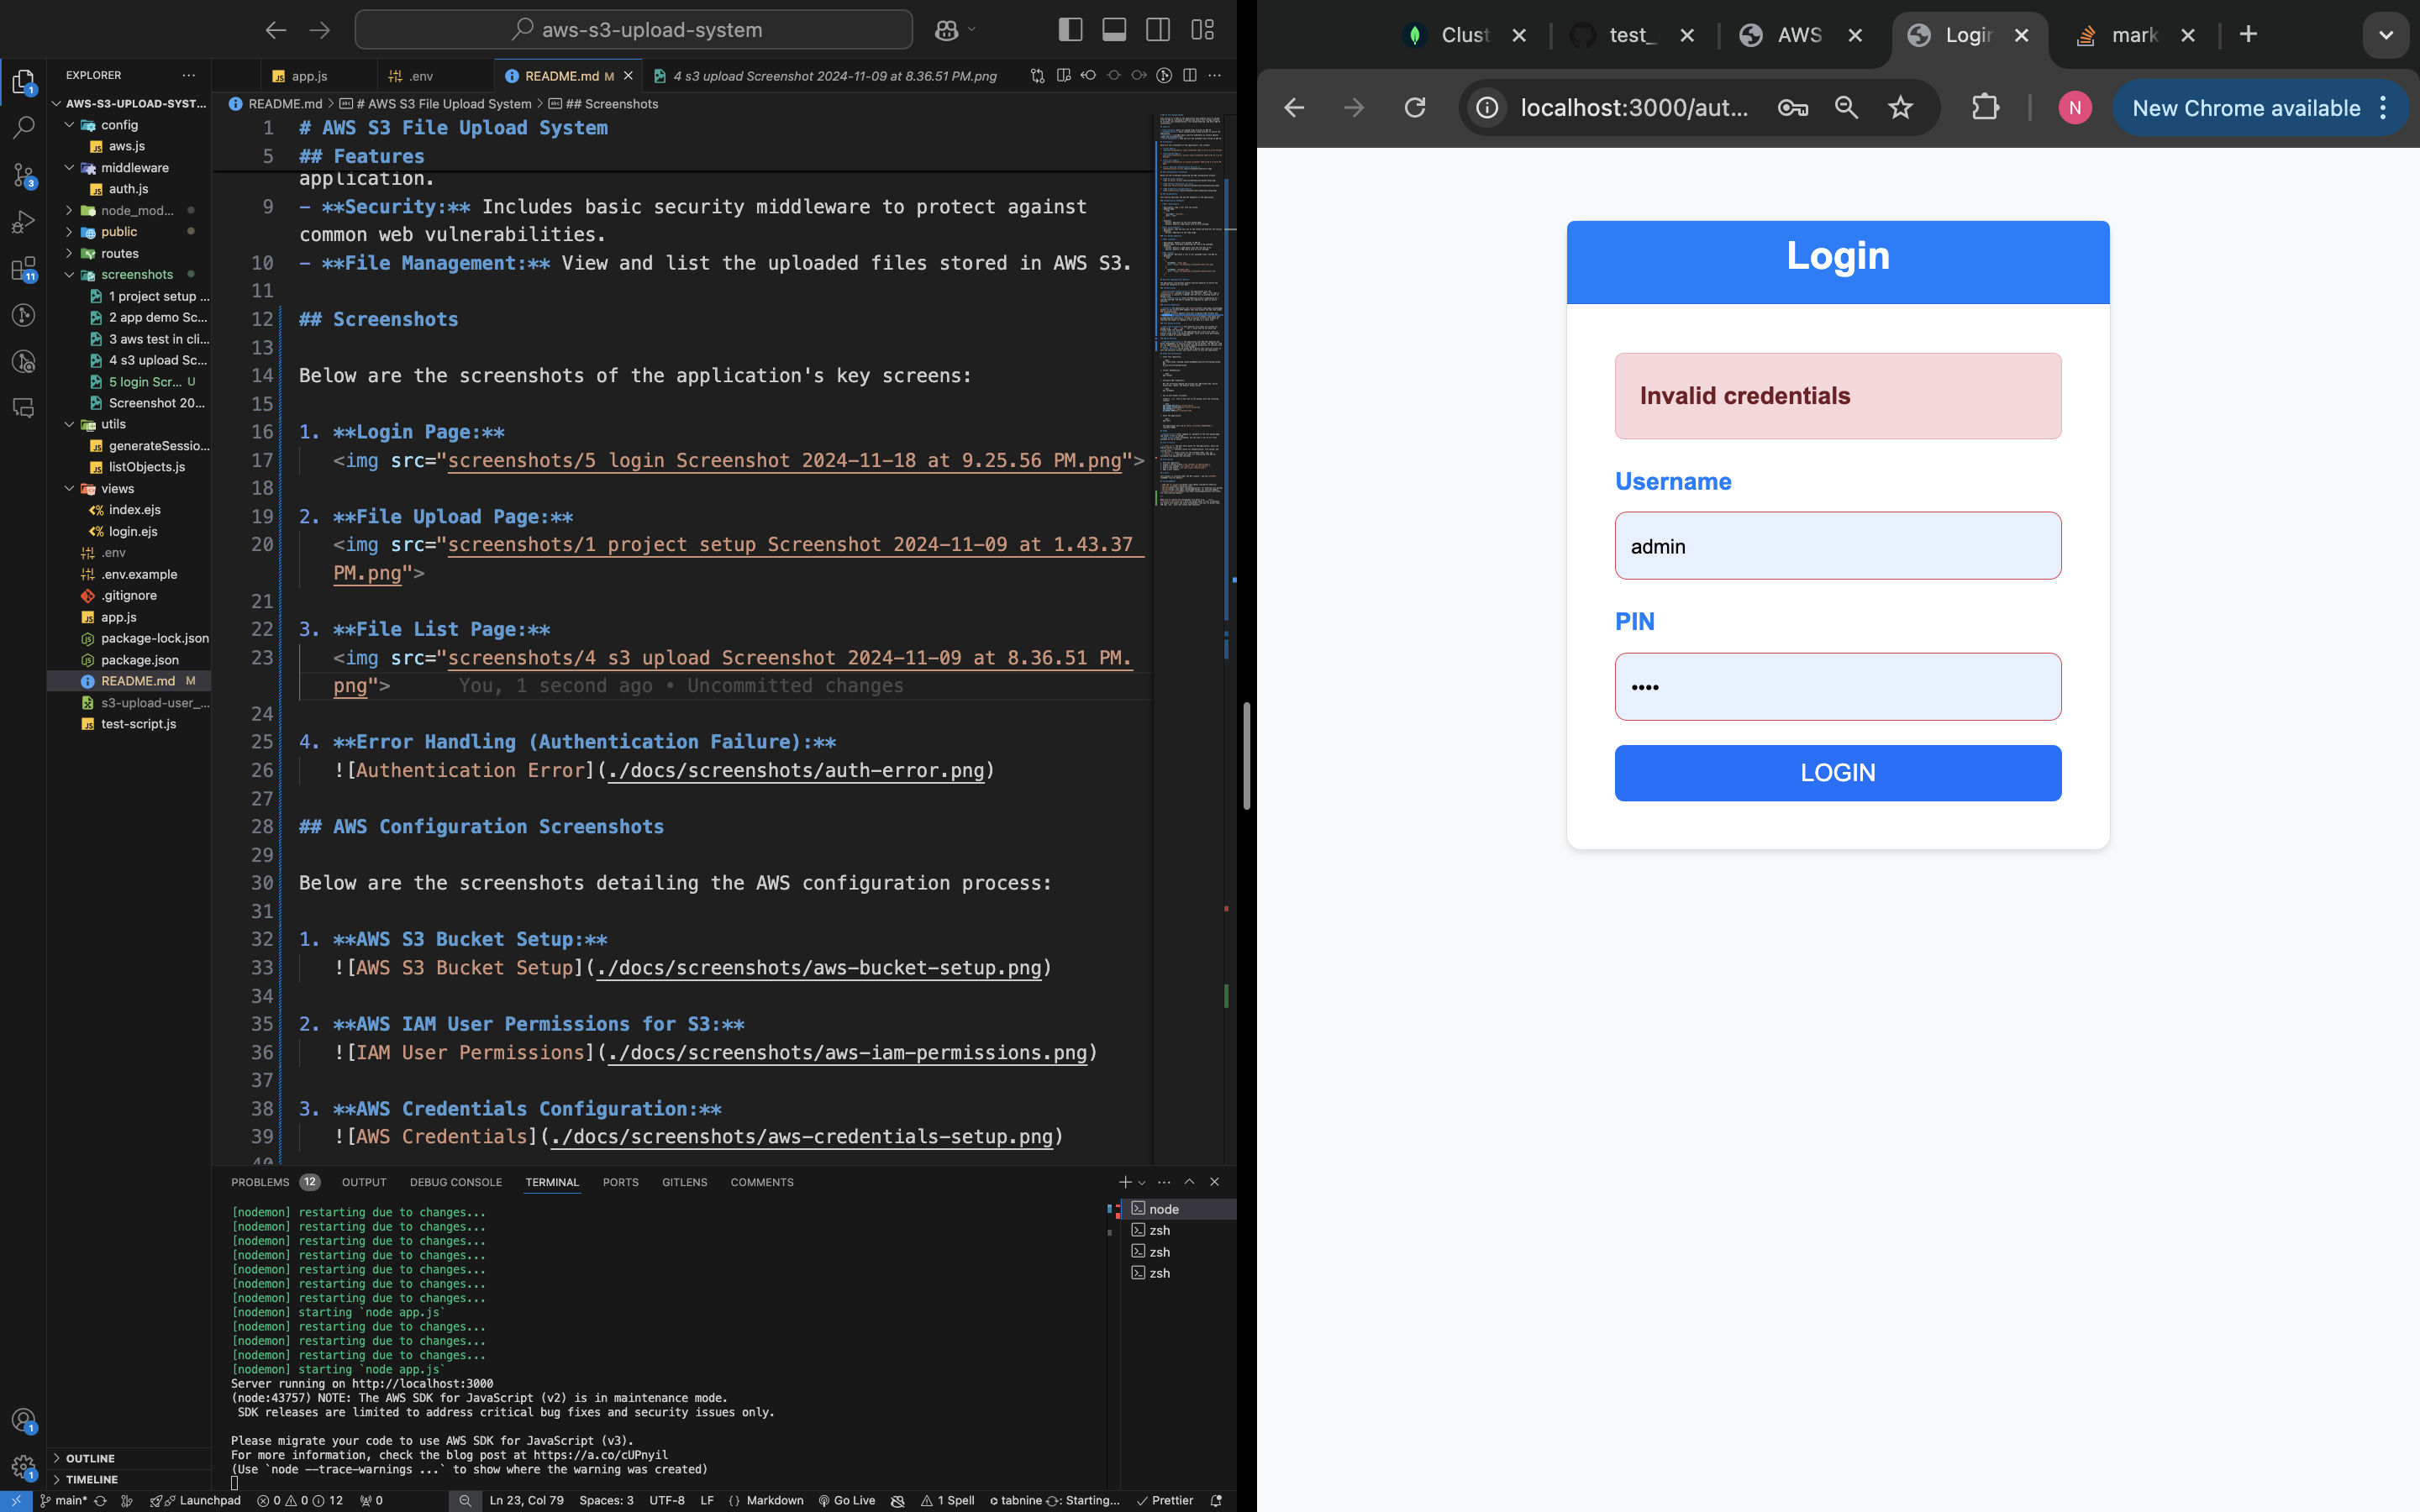 aws-s3-upload-system
EXPLORER
AWS-S3-UPLOAD-SYST...
config
aws.js
middleware
auth.js
node_mod...
public
routes
screenshots
1 project setup ...
2 app demo Sc...
3 aws test in cli...
4 s3 upload Sc...
5 login Scr... U
Screenshot 20...
utils
generateSessio...
listObjects.js
views
index.ejs
login.ejs
.env
.env.example
.gitignore
app.js
package-lock.json
package.json
README.md M
s3-upload-user_...
test-script.js
OUTLINE
TIMELINE
app.js
.env
README.md M
4 s3 upload Screenshot 2024-11-09 at 8.36.51 PM.png
README.md > # AWS S3 File Upload System > ## Screenshots
1 # AWS S3 File Upload System
5 ## Features
application.
9 - **Security:** Includes basic security middleware to protect against
common web vulnerabilities.
10 - **File Management:** View and list the uploaded files stored in AWS S3.
11
12 ## Screenshots
13
14 Below are the screenshots of the application's key screens:
15
16 1. **Login Page:**
17 <img src="screenshots/5 login Screenshot 2024-11-18 at 9.25.56 PM.png">
18
19 2. **File Upload Page:**
20 <img src="screenshots/1 project setup Screenshot 2024-11-09 at 1.43.37
PM.png">
21
22 3. **File List Page:**
23 <img src="screenshots/4 s3 upload Screenshot 2024-11-09 at 8.36.51 PM.
png"> You, 1 second ago • Uncommitted changes
24
25 4. **Error Handling (Authentication Failure):**
26 ![Authentication Error](./docs/screenshots/auth-error.png)
27
28 ## AWS Configuration Screenshots
29
30 Below are the screenshots detailing the AWS configuration process:
31
32 1. **AWS S3 Bucket Setup:**
33 ![AWS S3 Bucket Setup](./docs/screenshots/aws-bucket-setup.png)
34
35 2. **AWS IAM User Permissions for S3:**
36 ![IAM User Permissions](./docs/screenshots/aws-iam-permissions.png)
37
38 3. **AWS Credentials Configuration:**
39 ![AWS Credentials](./docs/screenshots/aws-credentials-setup.png)
40
PROBLEMS 12 OUTPUT DEBUG CONSOLE TERMINAL PORTS GITLENS COMMENTS
[nodemon] restarting due to changes...
[nodemon] restarting due to changes...
[nodemon] restarting due to changes...
[nodemon] restarting due to changes...
[nodemon] restarting due to changes...
[nodemon] restarting due to changes...
[nodemon] restarting due to changes...
[nodemon] starting `node app.js`
[nodemon] restarting due to changes...
[nodemon] restarting due to changes...
[nodemon] restarting due to changes...
[nodemon] starting `node app.js`
Server running on http://localhost:3000
(node:43757) NOTE: The AWS SDK for JavaScript (v2) is in maintenance mode.
SDK releases are limited to address critical bug fixes and security issues only.
Please migrate your code to use AWS SDK for JavaScript (v3).
For more information, check the blog post at https://a.co/cUPnyil
(Use `node --trace-warnings ...` to show where the warning was created)
node
zsh
zsh
zsh
main* Launchpad 0 0 12 0 Ln 23, Col 79 Spaces: 3 UTF-8 LF {} Markdown Go Live 1 Spell tabnine : Starting... Prettier
Clust
test_
AWS
Login
mark
localhost:3000/aut...
N
New Chrome available
Login
Invalid credentials
Username
admin
PIN
••••
LOGIN